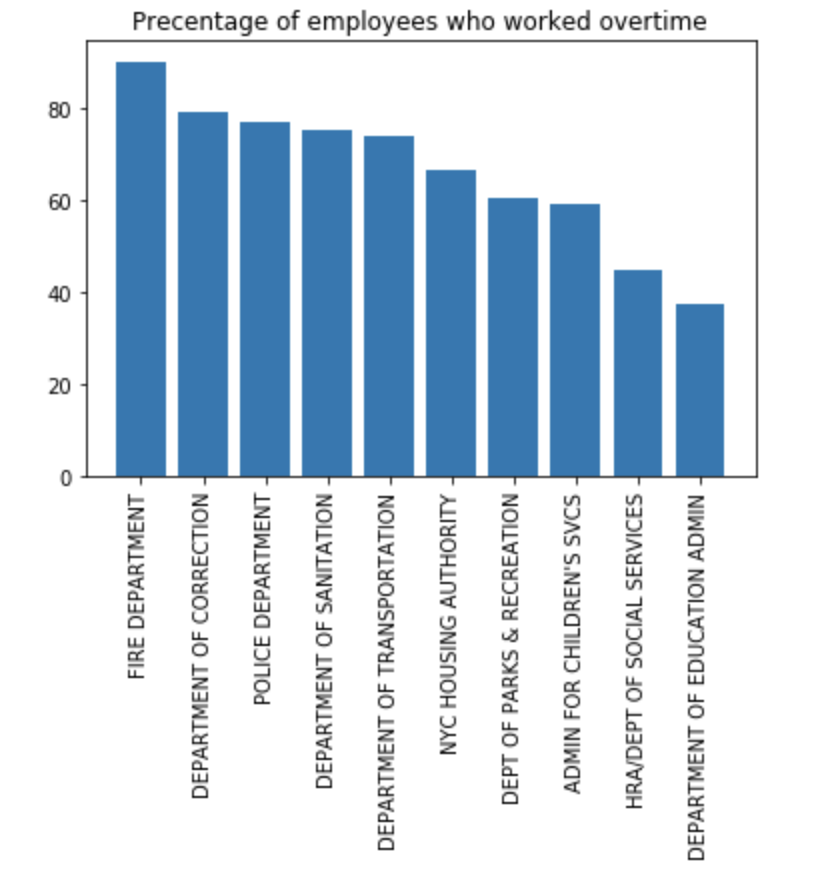 Precentage of employees who worked overtime
80
60
40
20
0
FIRE DEPARTMENT
DEPARTMENT OF CORRECTION
POLICE DEPARTMENT
DEPARTMENT OF SANITATION
DEPARTMENT OF TRANSPORTATION
NYC HOUSING AUTHORITY
DEPT OF PARKS & RECREATION
ADMIN FOR CHILDREN'S SVCS
HRA/DEPT OF SOCIAL SERVICES
DEPARTMENT OF EDUCATION ADMIN